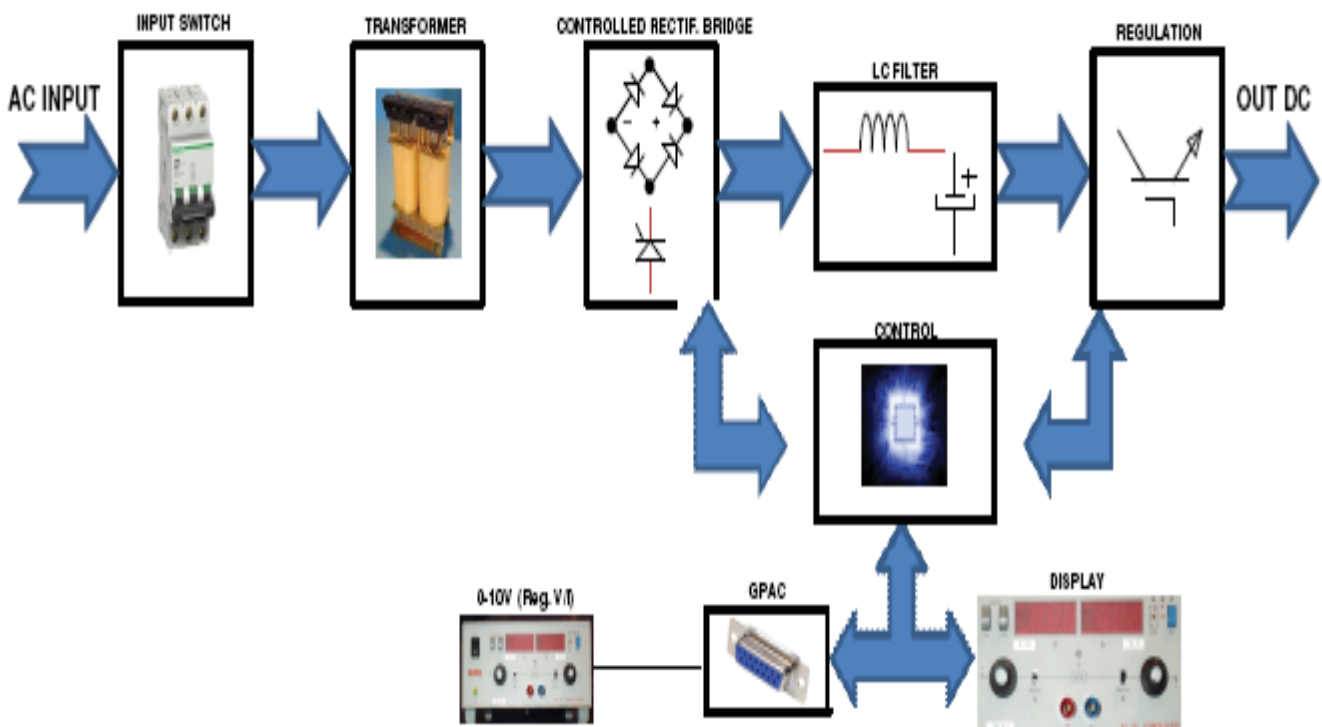 INPUT SWITCH
TRANSFORMER
CONTROLLED RECTIF. BRIDGE
LC FILTER
REGULATION
AC INPUT
OUT DC
- +
+
CONTROL
0-10V (Reg. V/I)
GPAC
DISPLAY